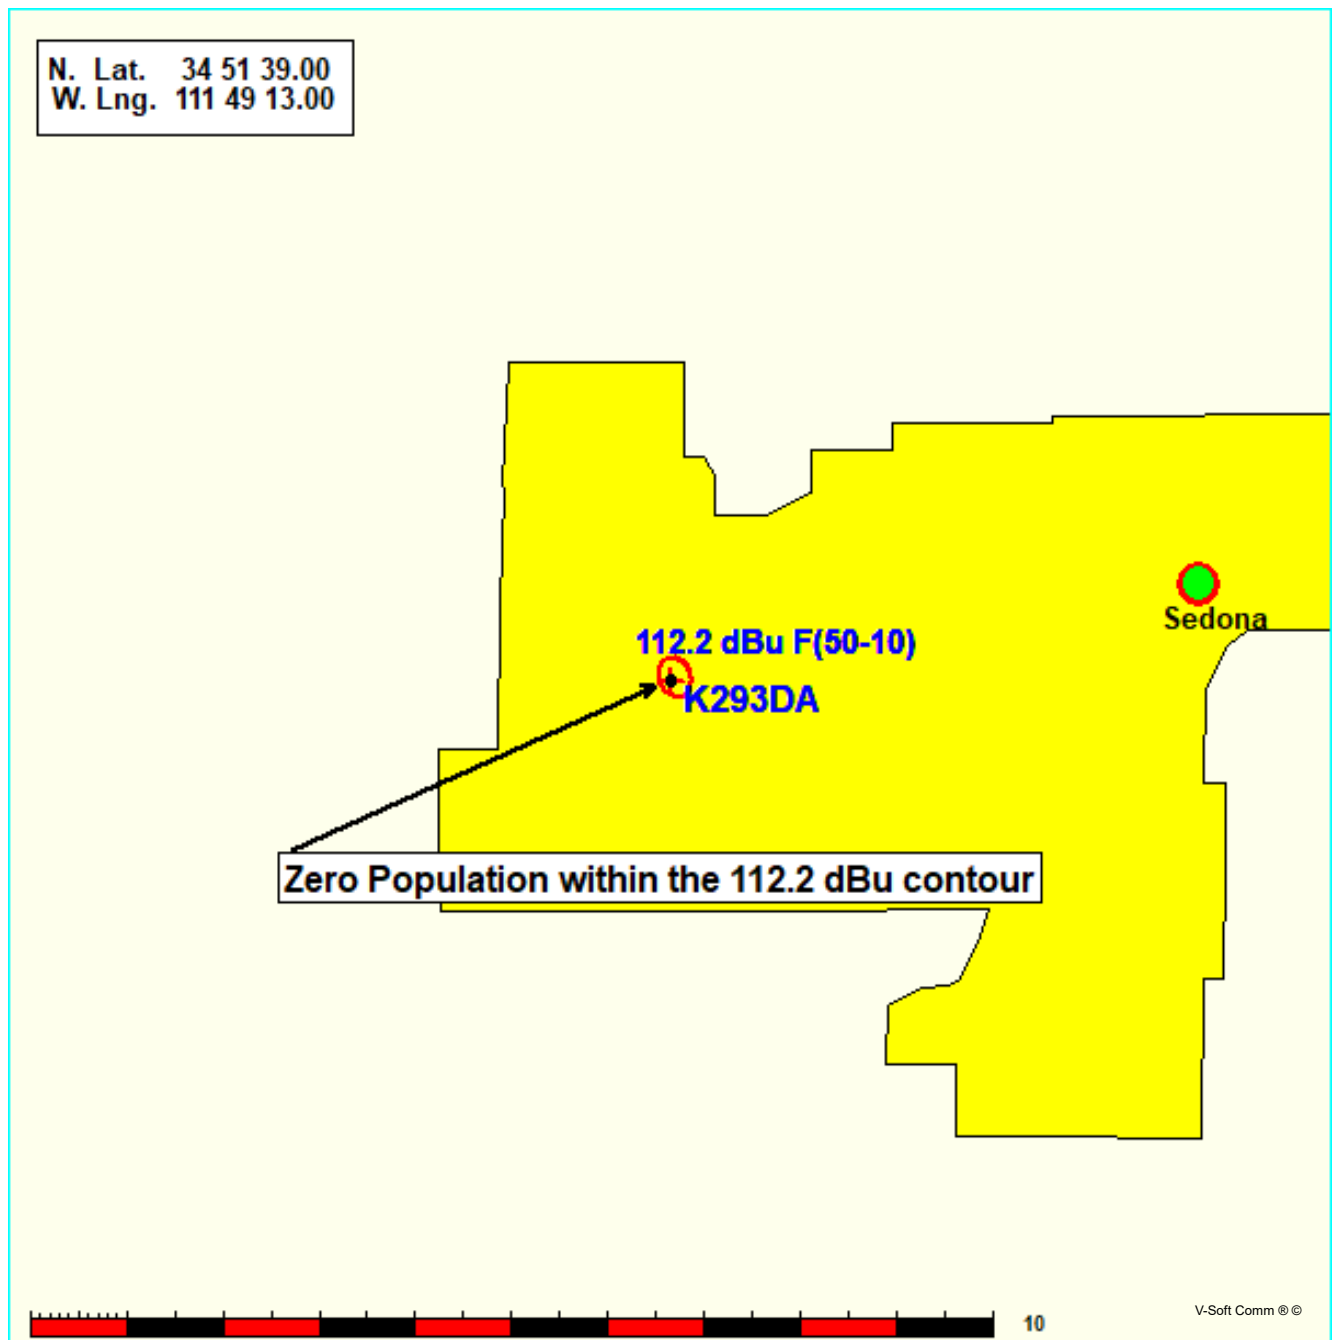 N. Lat. 34 51 39.00
W. Lng. 111 49 13.00
Sedona
112.2 dBu F(50-10)
K293DA
Zero Population within the 112.2 dBu contour
V-Soft Comm ® ©
10